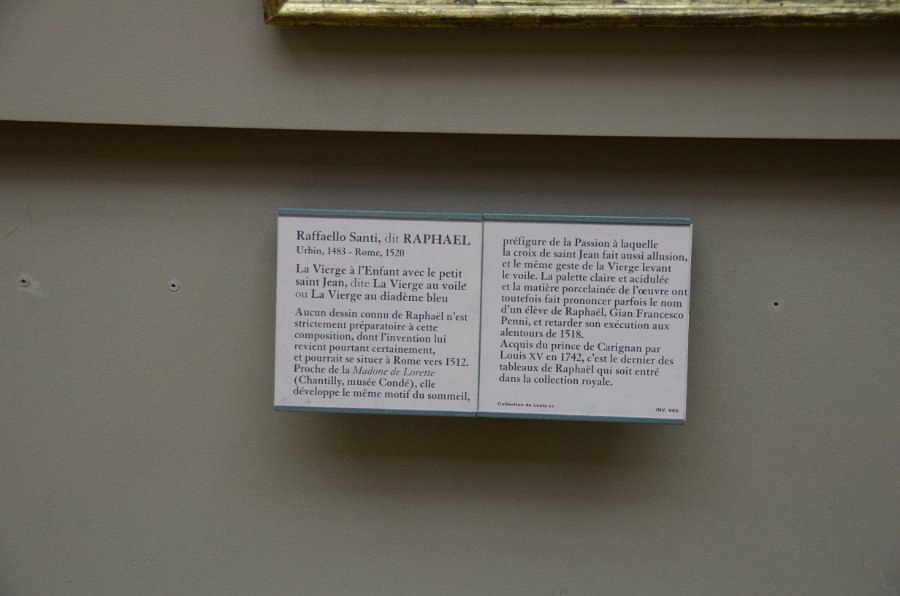 Raffaello Santi, dit RAPHAEL
Urbin, 1483 - Rome, 1520
La Vierge à l'Enfant avec le petit
saint Jean, dite La Vierge au voile
ou La Vierge au diadème bleu
Aucun dessin connu de Raphaël n'est
strictement préparatoire à cette
composition, dont l'invention lui
revient pourtant certainement,
et pourrait se situer à Rome vers 1512.
Proche de la Madone de Lorette
(Chantilly, musée Condé), elle
développe le même motif du sommeil,
préfigure de la Passion à laquelle
la croix de saint Jean fait aussi allusion,
et le même geste de la Vierge levant
le voile. La palette claire et acidulée
et la matière porcelainée de l'œuvre ont
toutefois fait prononcer parfois le nom
d'un élève de Raphaël, Gian Francesco
Penni, et retarder son exécution aux
alentours de 1518.
Acquis du prince de Carignan par
Louis XV en 1742, c'est le dernier des
tableaux de Raphaël qui soit entré
dans la collection royale.
Collection de Louis XV
INV. 603